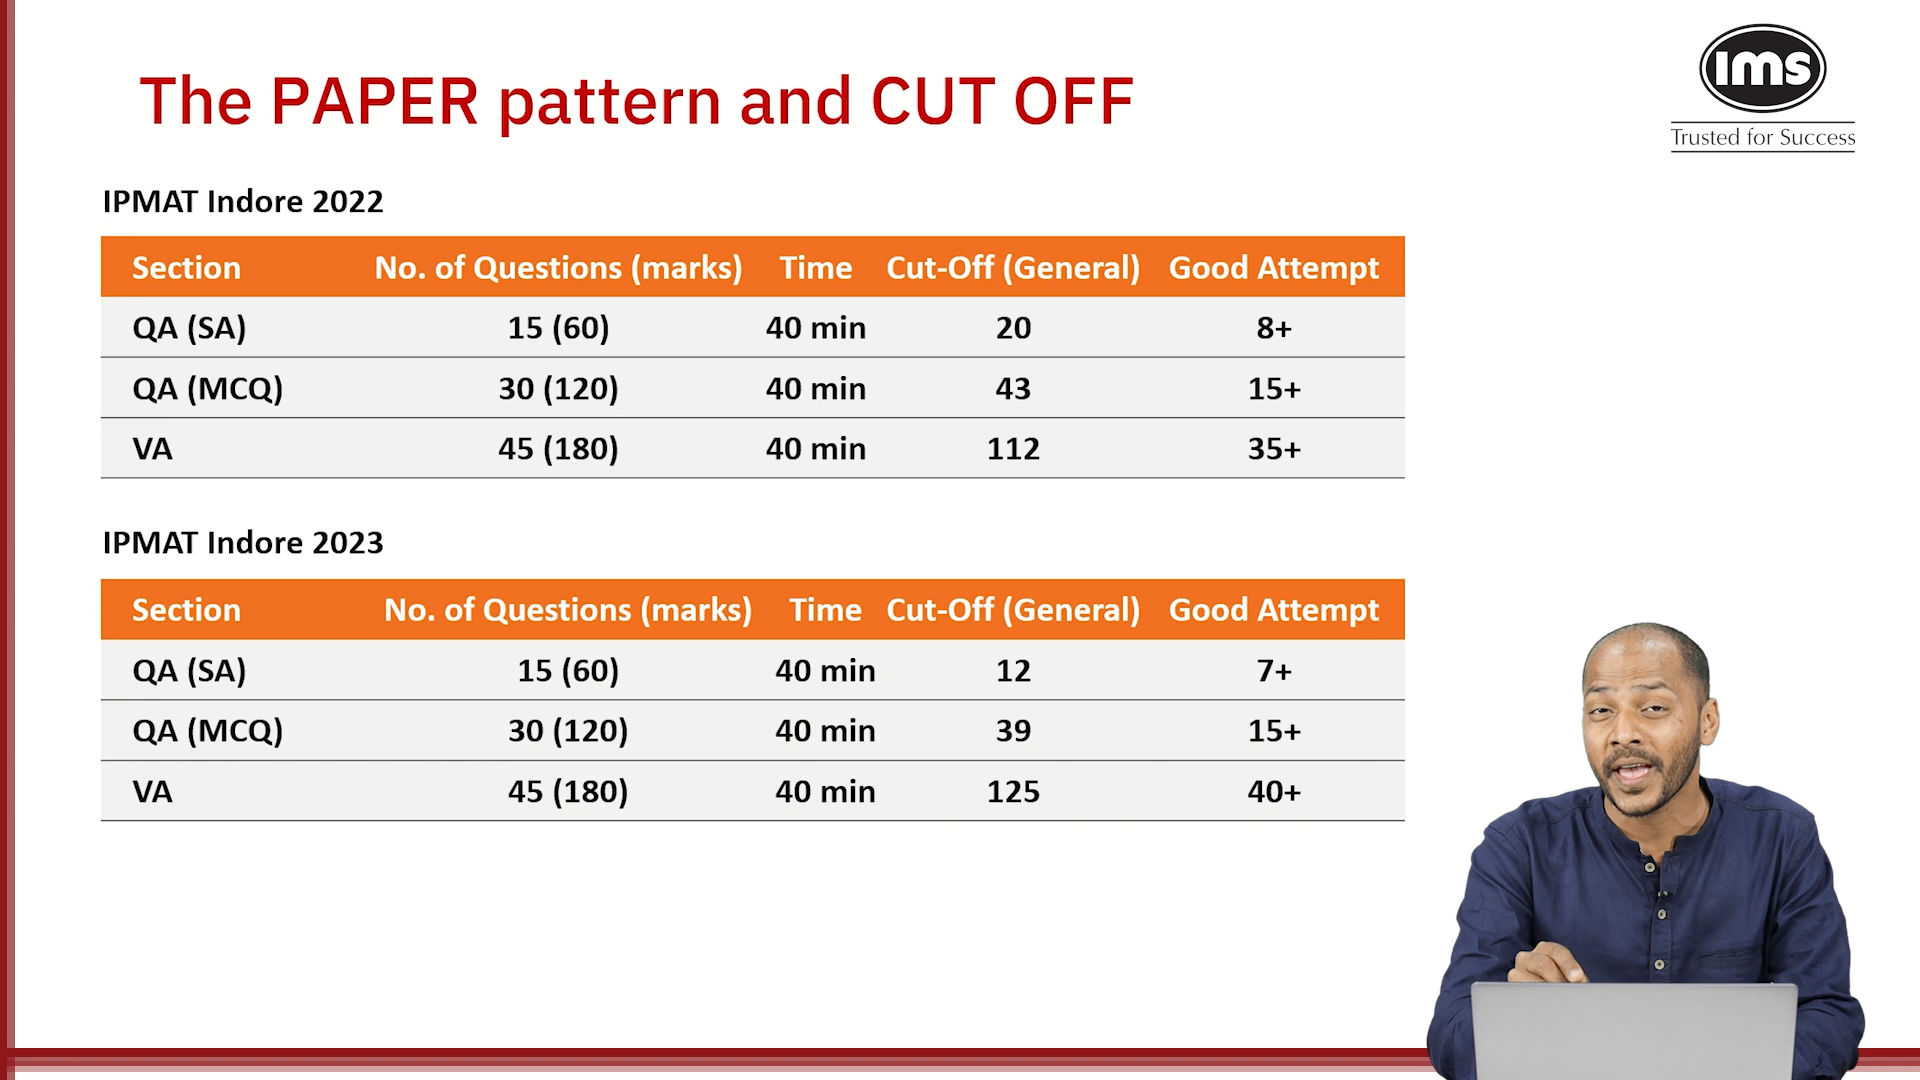 The PAPER pattern and CUT OFF
ims
Trusted for Success
IPMAT Indore 2022
Section No. of Questions (marks) Time Cut-Off (General) Good Attempt
QA (SA) 15 (60) 40 min 20 8+
QA (MCQ) 30 (120) 40 min 43 15+
VA 45 (180) 40 min 112 35+
IPMAT Indore 2023
Section No. of Questions (marks) Time Cut-Off (General) Good Attempt
QA (SA) 15 (60) 40 min 12 7+
QA (MCQ) 30 (120) 40 min 39 15+
VA 45 (180) 40 min 125 40+